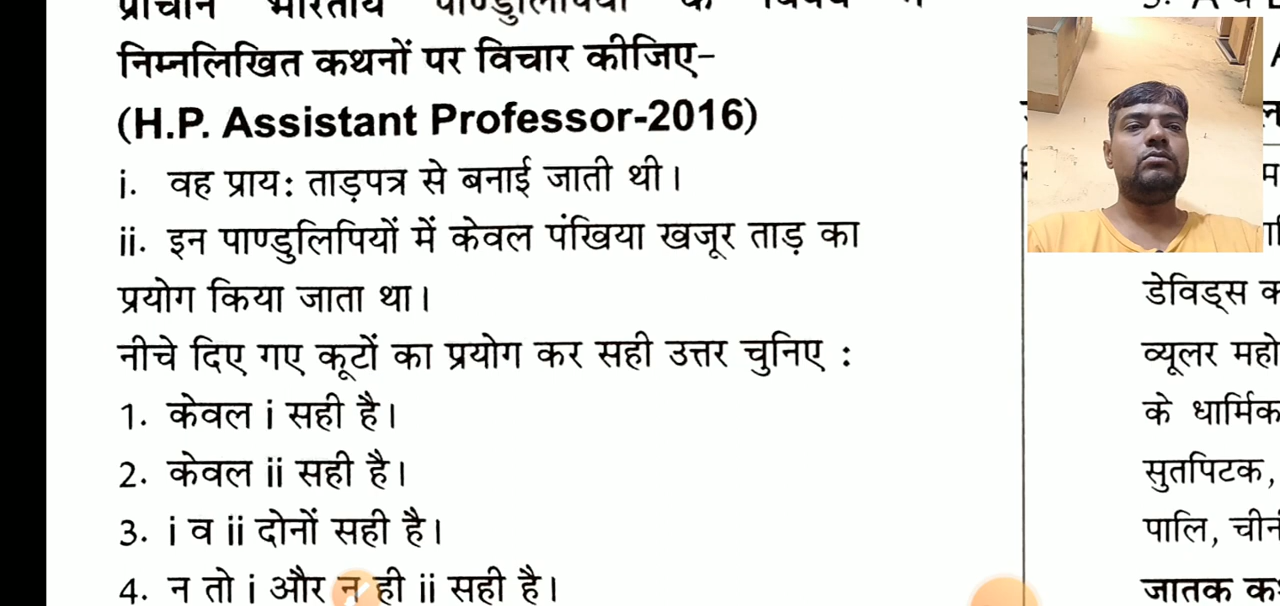 प्राचीन भारतीय पाण्डुलिपियों के विषय में
निम्नलिखित कथनों पर विचार कीजिए-
(H.P. Assistant Professor-2016)
i. वह प्राय: ताड़पत्र से बनाई जाती थी।
ii. इन पाण्डुलिपियों में केवल पंखिया खजूर ताड़ का
प्रयोग किया जाता था।
नीचे दिए गए कूटों का प्रयोग कर सही उत्तर चुनिए :
1. केवल i सही है।
2. केवल ii सही है।
3. i व ii दोनों सही है।
4. न तो i और न ही ii सही है।
डेविड्स
व्यूलर
के धार्मिक
सुतपिटक,
पालि,
जातक